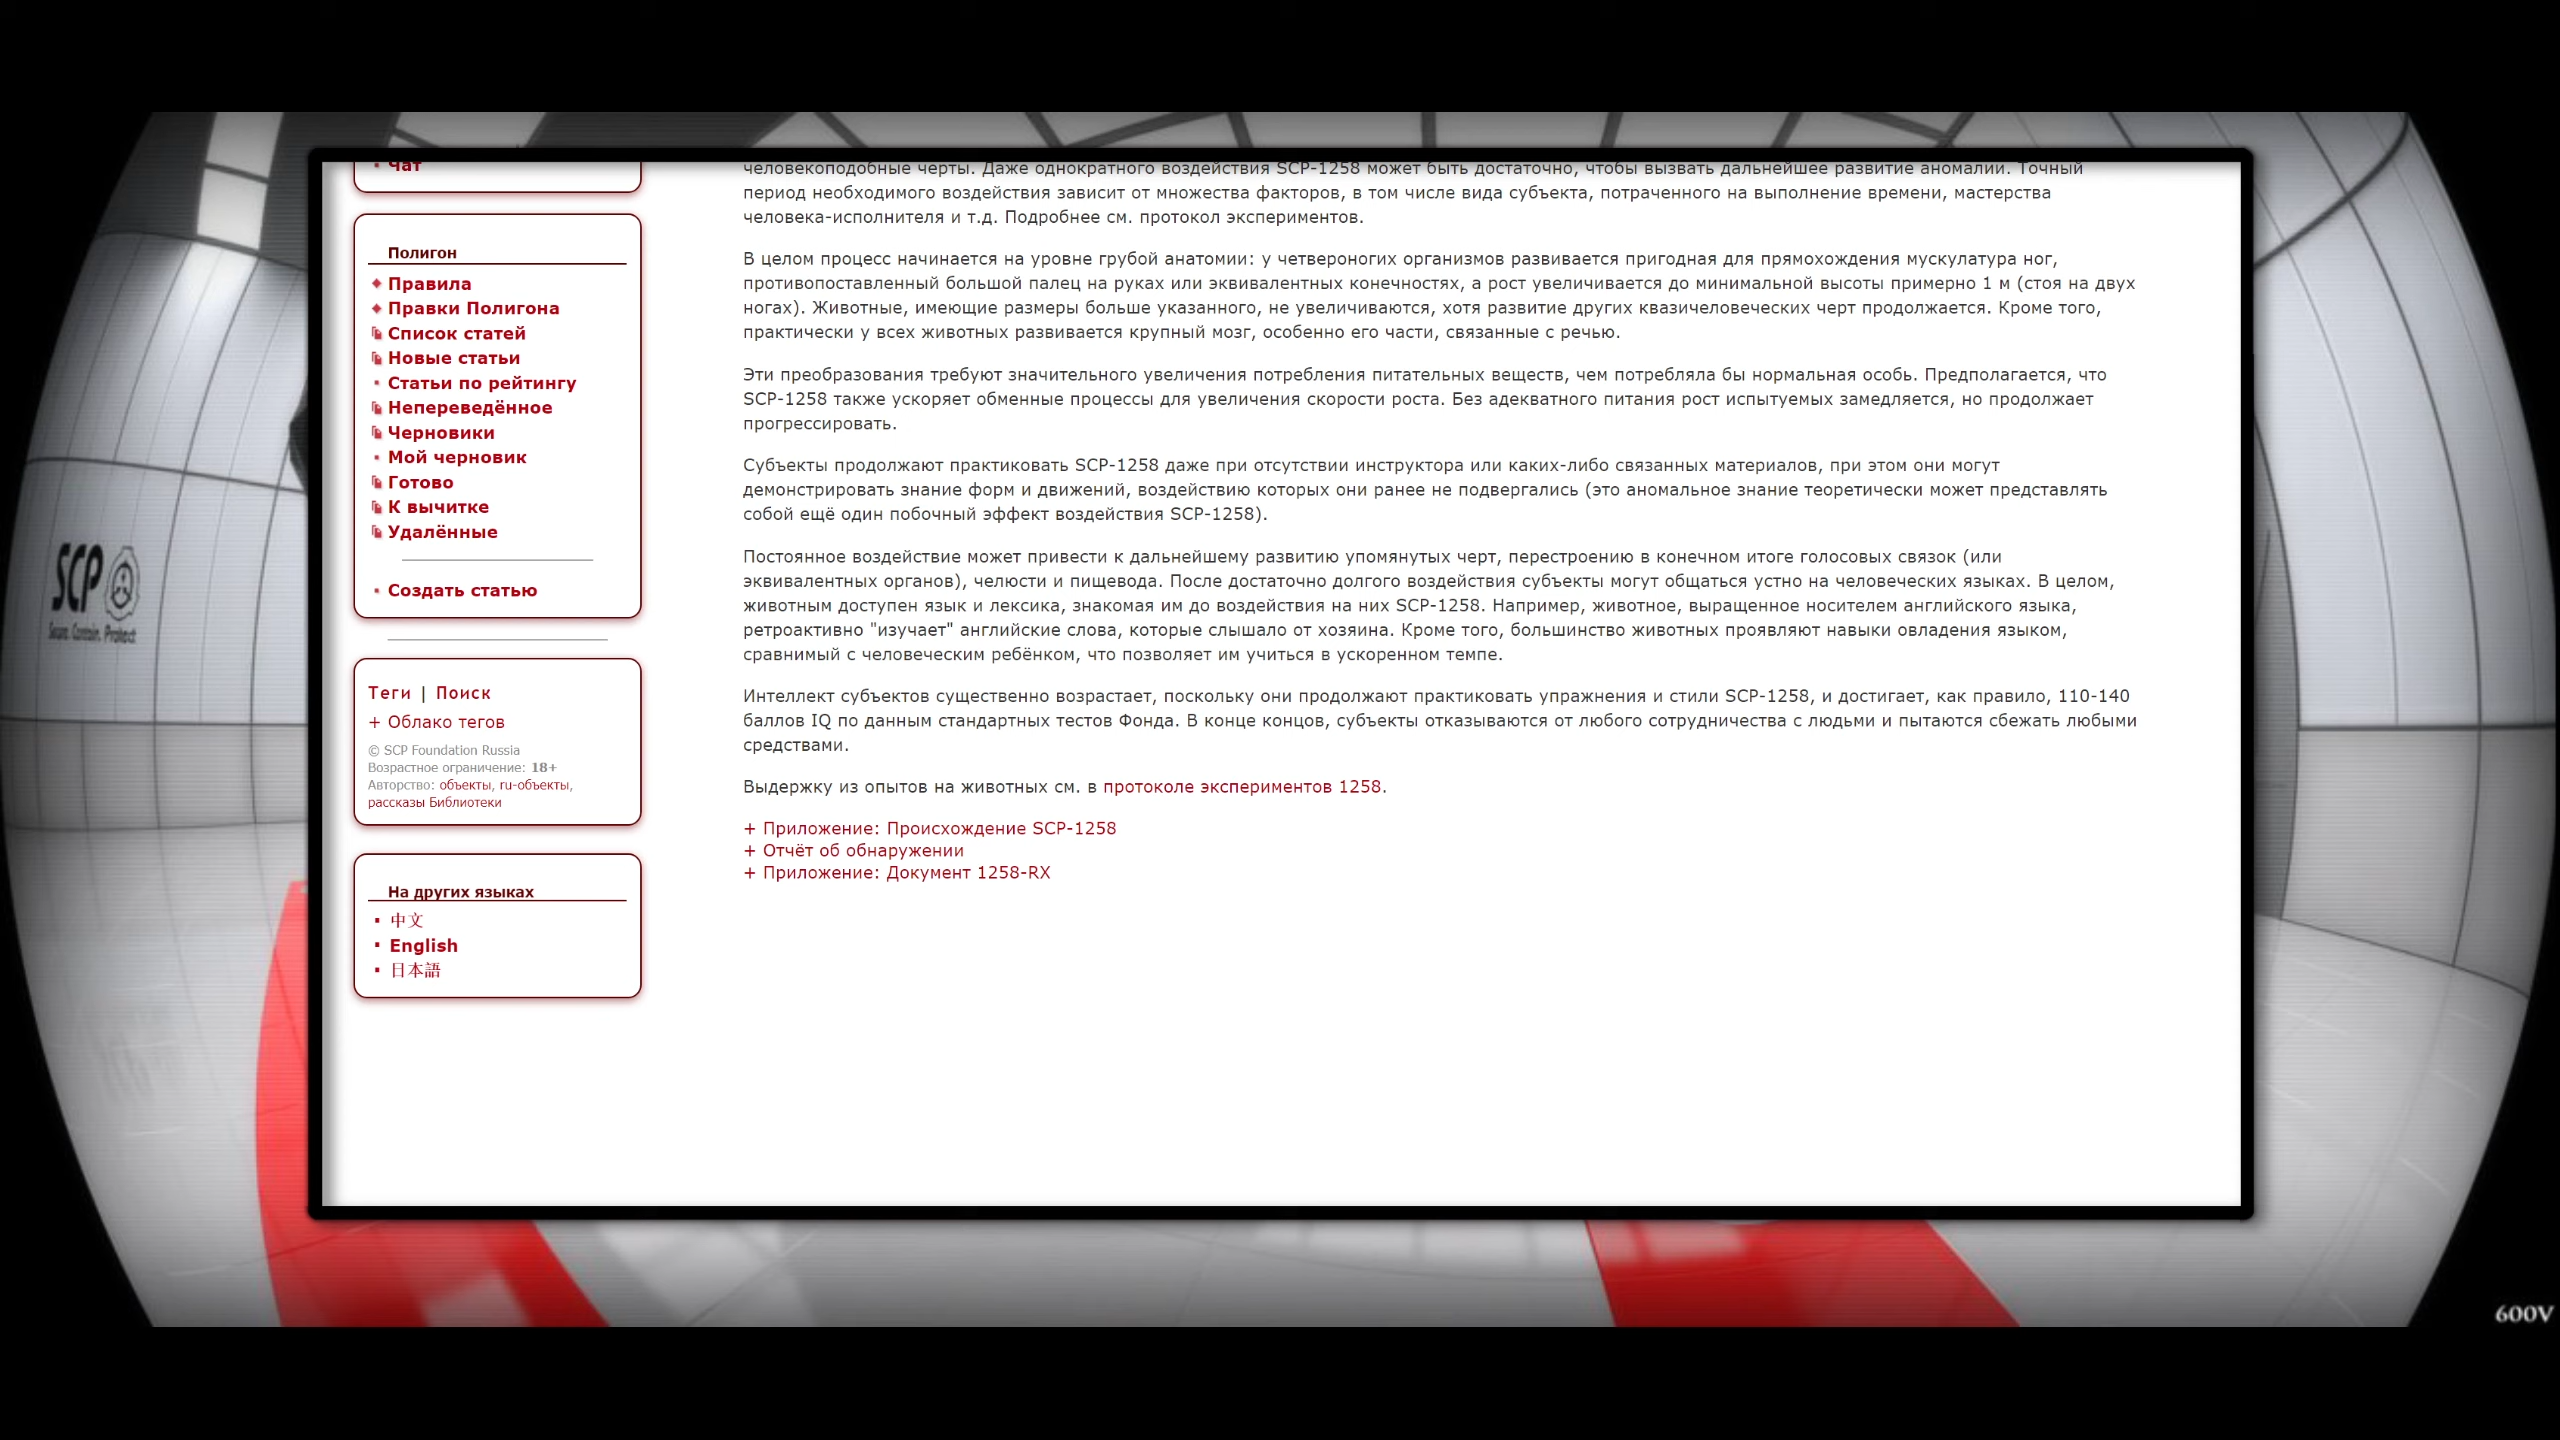 SCP
Secure. Contain. Protect
Чат
Полигон
Правила
Правки Полигона
Список статей
Новые статьи
Статьи по рейтингу
Непереведённое
Черновики
Мой черновик
Готово
К вычитке
Удалённые
Создать статью
Теги | Поиск
+ Облако тегов
© SCP Foundation Russia
Возрастное ограничение: 18+
Авторство: объекты, ru-объекты,
рассказы Библиотеки
На других языках
中文
English
日本語
человекоподобные черты. Даже однократного воздействия SCP-1258 может быть достаточно, чтобы вызвать дальнейшее развитие аномалии. Точный
период необходимого воздействия зависит от множества факторов, в том числе вида субъекта, потраченного на выполнение времени, мастерства
человека-исполнителя и т.д. Подробнее см. протокол экспериментов.
В целом процесс начинается на уровне грубой анатомии: у четвероногих организмов развивается пригодная для прямохождения мускулатура ног,
противопоставленный большой палец на руках или эквивалентных конечностях, а рост увеличивается до минимальной высоты примерно 1 м (стоя на двух
ногах). Животные, имеющие размеры больше указанного, не увеличиваются, хотя развитие других квазичеловеческих черт продолжается. Кроме того,
практически у всех животных развивается крупный мозг, особенно его части, связанные с речью.
Эти преобразования требуют значительного увеличения потребления питательных веществ, чем потребляла бы нормальная особь. Предполагается, что
SCP-1258 также ускоряет обменные процессы для увеличения скорости роста. Без адекватного питания рост испытуемых замедляется, но продолжает
прогрессировать.
Субъекты продолжают практиковать SCP-1258 даже при отсутствии инструктора или каких-либо связанных материалов, при этом они могут
демонстрировать знание форм и движений, воздействию которых они ранее не подвергались (это аномальное знание теоретически может представлять
собой ещё один побочный эффект воздействия SCP-1258).
Постоянное воздействие может привести к дальнейшему развитию упомянутых черт, перестроению в конечном итоге голосовых связок (или
эквивалентных органов), челюсти и пищевода. После достаточно долгого воздействия субъекты могут общаться устно на человеческих языках. В целом,
животным доступен язык и лексика, знакомая им до воздействия на них SCP-1258. Например, животное, выращенное носителем английского языка,
ретроактивно "изучает" английские слова, которые слышало от хозяина. Кроме того, большинство животных проявляют навыки овладения языком,
сравнимый с человеческим ребёнком, что позволяет им учиться в ускоренном темпе.
Интеллект субъектов существенно возрастает, поскольку они продолжают практиковать упражнения и стили SCP-1258, и достигает, как правило, 110-140
баллов IQ по данным стандартных тестов Фонда. В конце концов, субъекты отказываются от любого сотрудничества с людьми и пытаются сбежать любыми
средствами.
Выдержку из опытов на животных см. в протоколе экспериментов 1258.
+ Приложение: Происхождение SCP-1258
+ Отчёт об обнаружении
+ Приложение: Документ 1258-RX
600V